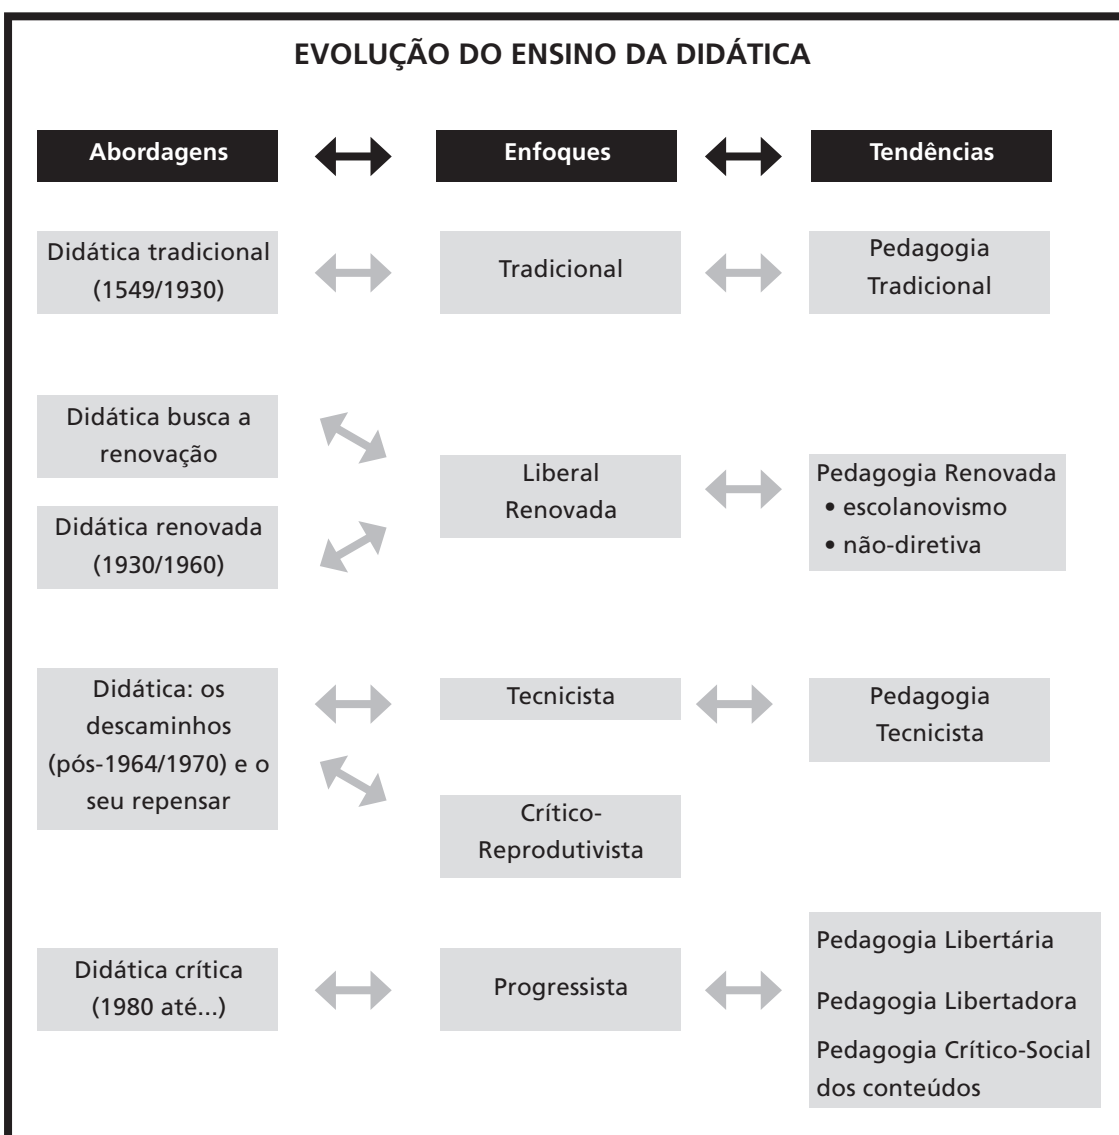 EVOLUÇÃO DO ENSINO DA DIDÁTICA
Abordagens
Enfoques
Tendências
Didática tradicional
(1549/1930)
Tradicional
Pedagogia
Tradicional
Didática busca a
renovação
Didática renovada
(1930/1960)
Liberal
Renovada
Pedagogia Renovada
• escolanovismo
• não-diretiva
Didática: os
descaminhos
(pós-1964/1970) e o
seu repensar
Tecnicista
Pedagogia
Tecnicista
Crítico-
Reprodutivista
Didática crítica
(1980 até...)
Progressista
Pedagogia Libertária
Pedagogia Libertadora
Pedagogia Crítico-Social
dos conteúdos